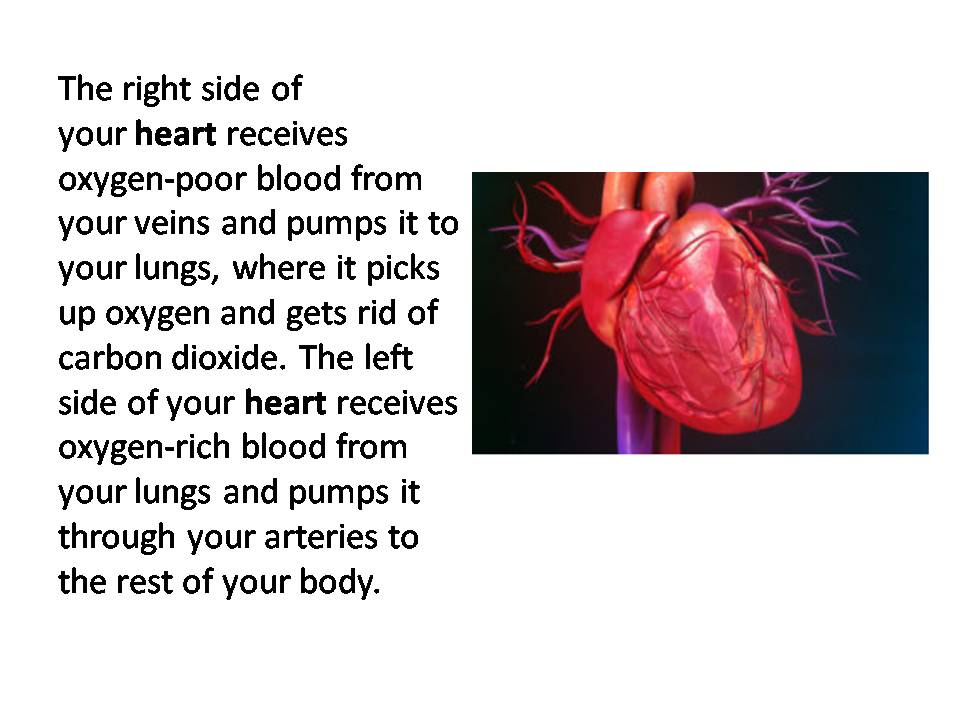 The right side of
your heart receives
oxygen-poor blood from
your veins and pumps it to
your lungs, where it picks
up oxygen and gets rid of
carbon dioxide. The left
side of your heart receives
oxygen-rich blood from
your lungs and pumps it
through your arteries to
the rest of your body.